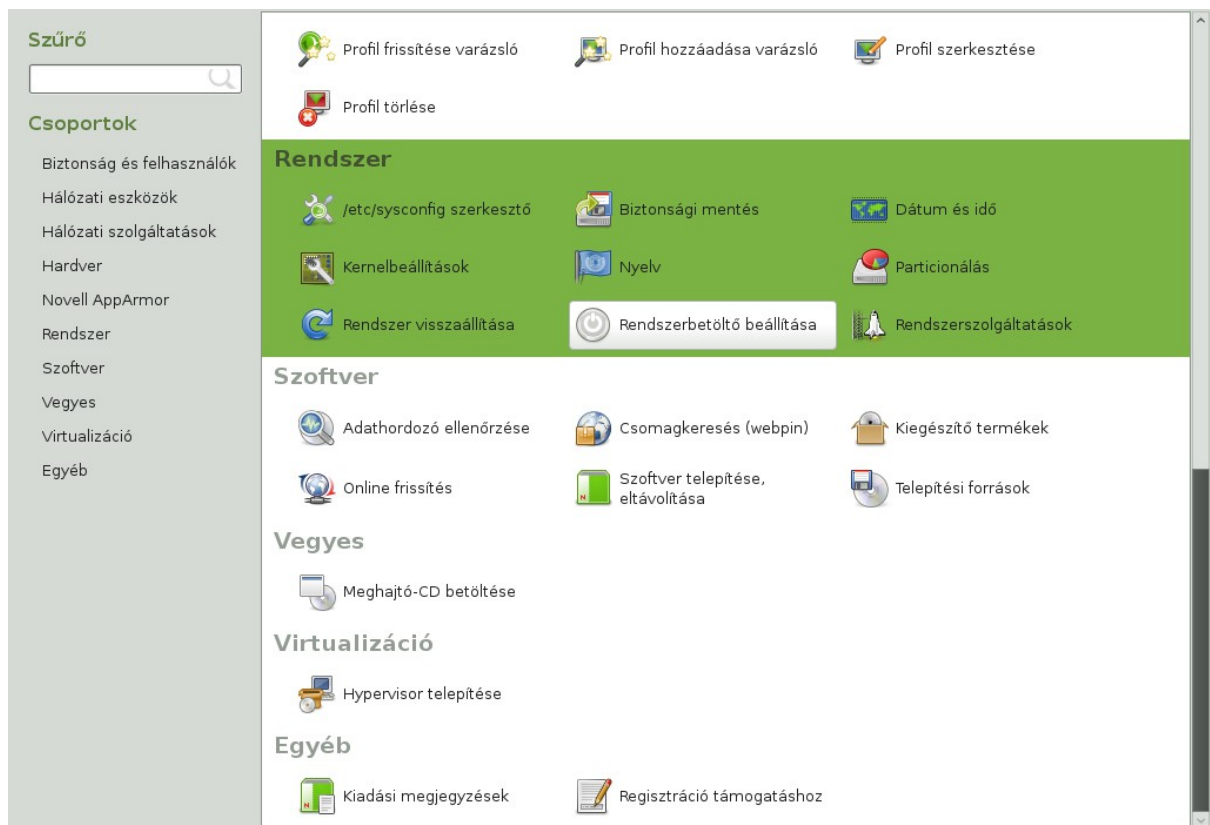 Szűrő
Csoportok
Biztonság és felhasználók
Hálózati eszközök
Hálózati szolgáltatások
Hardver
Novell AppArmor
Rendszer
Szoftver
Vegyes
Virtualizáció
Egyéb
Profil frissítése varázsló
Profil hozzáadása varázsló
Profil szerkesztése
Profil törlése
Rendszer
/etc/sysconfig szerkesztő
Biztonsági mentés
Dátum és idő
Kernelbeállítások
Nyelv
Particionálás
Rendszer visszaállítása
Rendszerbetöltő beállítása
Rendszerszolgáltatások
Szoftver
Adathordozó ellenőrzése
Csomagkeresés (webpin)
Kiegészítő termékek
Online frissítés
Szoftver telepítése,
eltávolítása
Telepítési források
Vegyes
Meghajtó-CD betöltése
Virtualizáció
Hypervisor telepítése
Egyéb
Kiadási megjegyzések
Regisztráció támogatáshoz